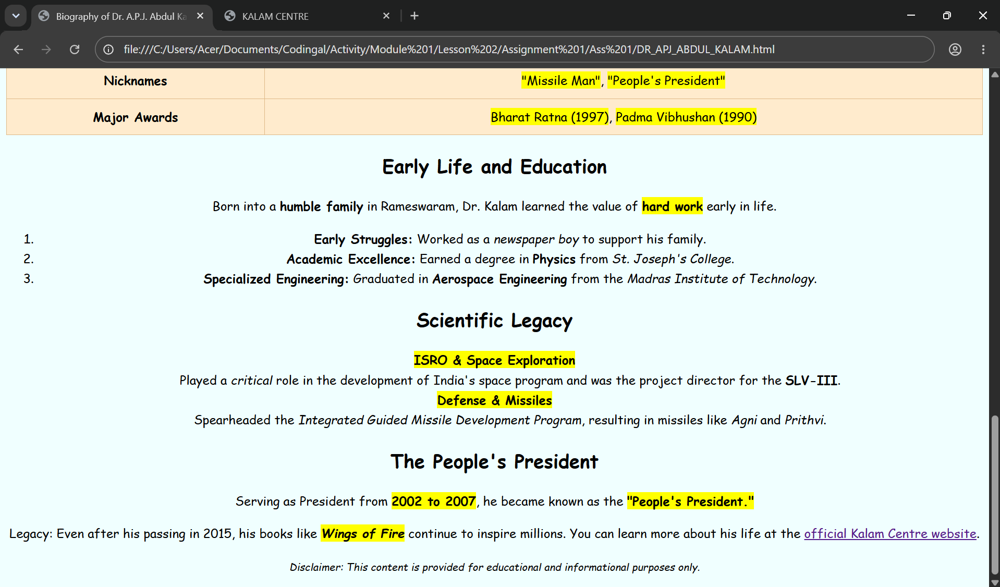 Biography of Dr. A.P.J. Abdul Ka
KALAM CENTRE
file:///C:/Users/Acer/Documents/Codingal/Activity/Module%201/Lesson%202/Assignment%201/Ass%201/DR_APJ_ABDUL_KALAM.html
Nicknames "Missile Man", "People's President"
Major Awards Bharat Ratna (1997), Padma Vibhushan (1990)
Early Life and Education
Born into a humble family in Rameswaram, Dr. Kalam learned the value of hard work early in life.
1. Early Struggles: Worked as a newspaper boy to support his family.
2. Academic Excellence: Earned a degree in Physics from St. Joseph's College.
3. Specialized Engineering: Graduated in Aerospace Engineering from the Madras Institute of Technology.
Scientific Legacy
ISRO & Space Exploration
Played a critical role in the development of India's space program and was the project director for the SLV-III.
Defense & Missiles
Spearheaded the Integrated Guided Missile Development Program, resulting in missiles like Agni and Prithvi.
The People's President
Serving as President from 2002 to 2007, he became known as the "People's President."
Legacy: Even after his passing in 2015, his books like Wings of Fire continue to inspire millions. You can learn more about his life at the official Kalam Centre website.
Disclaimer: This content is provided for educational and informational purposes only.